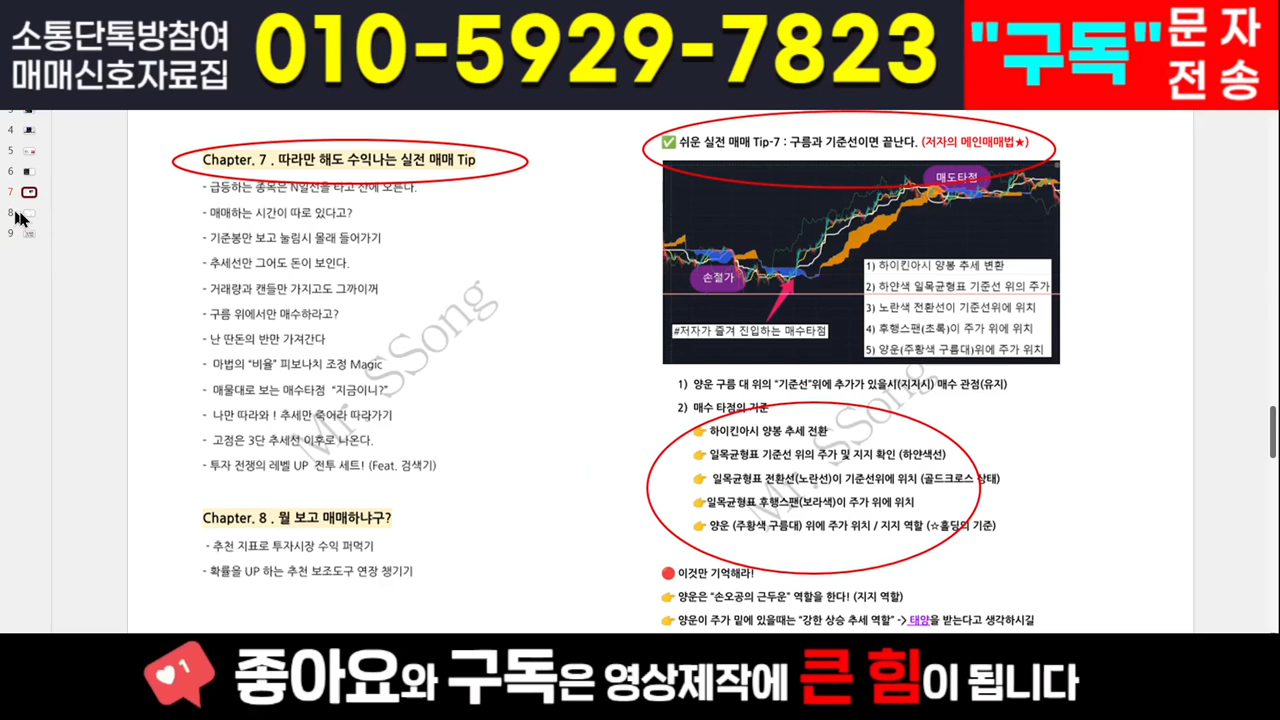 소통단톡방참여
매매신호자료집
010-5929-7823
"구독"
문자
전송
4
5
6
7
8
9
Chapter. 7 . 따라만 해도 수익나는 실전 매매 Tip
- 급등하는 종목은 N일선을 타고 산에 오른다.
- 매매하는 시간이 따로 있다고?
- 기준봉만 보고 눌림시 몰래 들어가기
- 추세선만 그어도 돈이 보인다.
- 거래량과 캔들만 가지고도 그까이꺼
- 구름 위에서만 매수하라고?
- 난 딴돈의 반만 가져간다
- 마법의 “비율” 피보나치 조정 Magic
- 매물대로 보는 매수타점 “지금이니?”
- 나만 따라와 ! 추세만 죽어라 따라가기
- 고점은 3단 추세선 이후로 나온다.
- 투자 전쟁의 레벨 UP 전투 세트! (Feat. 검색기)
Chapter. 8 . 뭘 보고 매매하냐구?
- 추천 지표로 투자시장 수익 퍼먹기
- 확률을 UP 하는 추천 보조도구 연장 챙기기
Mr. SSong
✅ 쉬운 실전 매매 Tip-7 : 구름과 기준선이면 끝난다. (저자의 메인매매법★)
매도타점
손절가
#저자가 즐겨 진입하는 매수타점
1) 하이킨아시 양봉 추세 변환
2) 하얀색 일목균형표 기준선 위의 주가
3) 노란색 전환선이 기준선위에 위치
4) 후행스팬(초록)이 주가 위에 위치
5) 양운(주황색 구름대)위에 주가 위치
1) 양운 구름 대 위의 “기준선”위에 추가가 있을시(지지시) 매수 관점(유지)
2) 매수 타점의 기준
👉 하이킨아시 양봉 추세 전환
👉 일목균형표 기준선 위의 주가 및 지지 확인 (하얀색선)
👉 일목균형표 전환선(노란선)이 기준선위에 위치 (골드크로스 상태)
👉일목균형표 후행스팬(보라색)이 주가 위에 위치
👉 양운 (주황색 구름대) 위에 주가 위치 / 지지 역할 (☆홀딩의 기준)
Mr. SSong
🔴 이것만 기억해라!
👉 양운은 “손오공의 근두운” 역할을 한다! (지지 역할)
👉 양운이 주가 밑에 있을때는 “강한 상승 추세 역할” -> 태양을 받는다고 생각하시길
1
좋아요와 구독은 영상제작에 큰 힘이 됩니다